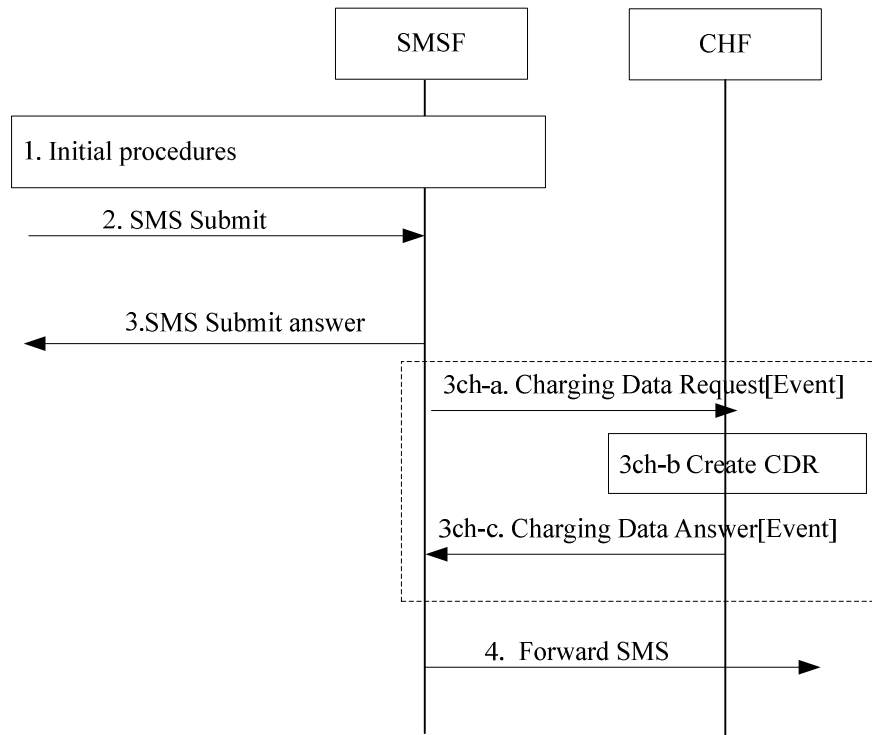 SMSF
CHF
1. Initial procedures
2. SMS Submit
3.SMS Submit answer
3ch-a. Charging Data Request[Event]
3ch-b Create CDR
3ch-c. Charging Data Answer[Event]
4. Forward SMS